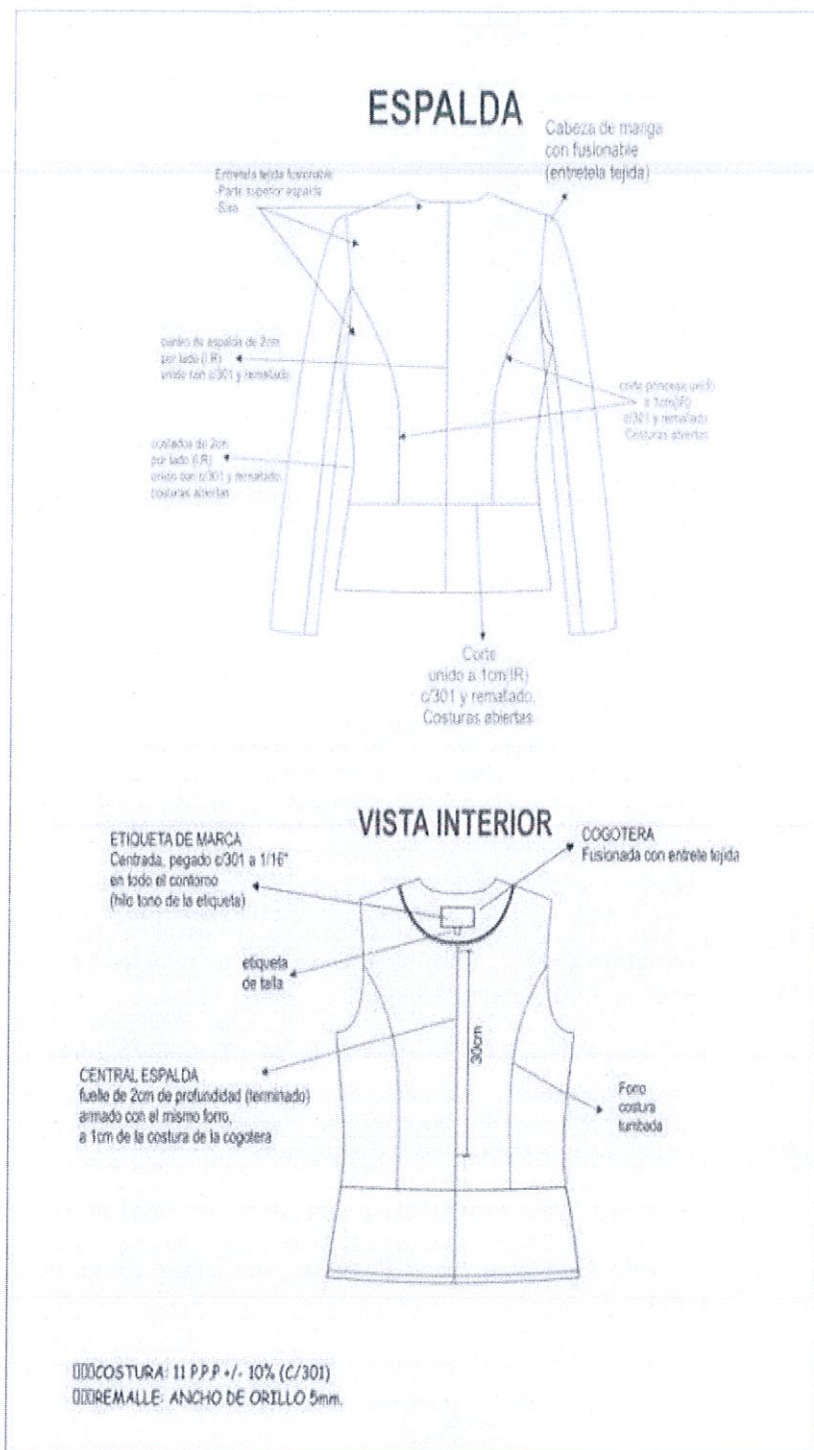 ESPALDA
Cabeza de manga
con fusionable
(entretela tejida)
Entretela tejida fusionable
-Parte superior espalda
-Sisa
centro de espalda de 2cm
por lado (I.R)
unido con c/301 y remallado.
corte princesa unido
a 1cm(IR)
c/301 y remallado.
Costuras abiertas
costados de 2cm
por lado (I.R)
unido con c/301 y remallado,
costuras abiertas
Corte
unido a 1cm(IR)
c/301 y remallado,
Costuras abiertas
VISTA INTERIOR
ETIQUETA DE MARCA
Centrada, pegado c/301 a 1/16"
en todo el contorno
(hilo tono de la etiqueta)
COGOTERA
Fusionada con entrete tejida
etiqueta
de talla
30cm
CENTRAL ESPALDA
fuelle de 2cm de profundidad (terminado)
armado con el mismo forro,
a 1cm de la costura de la cogotera
Forro
costura
tumbada
COSTURA: 11 P.P.P +/- 10% (C/301)
REMALLE: ANCHO DE ORILLO 5mm.